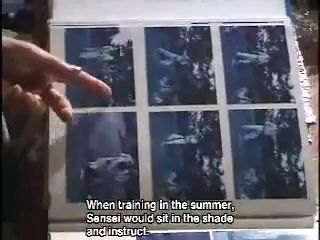 When training in the summer,
Sensei would sit in the shade
and instruct.